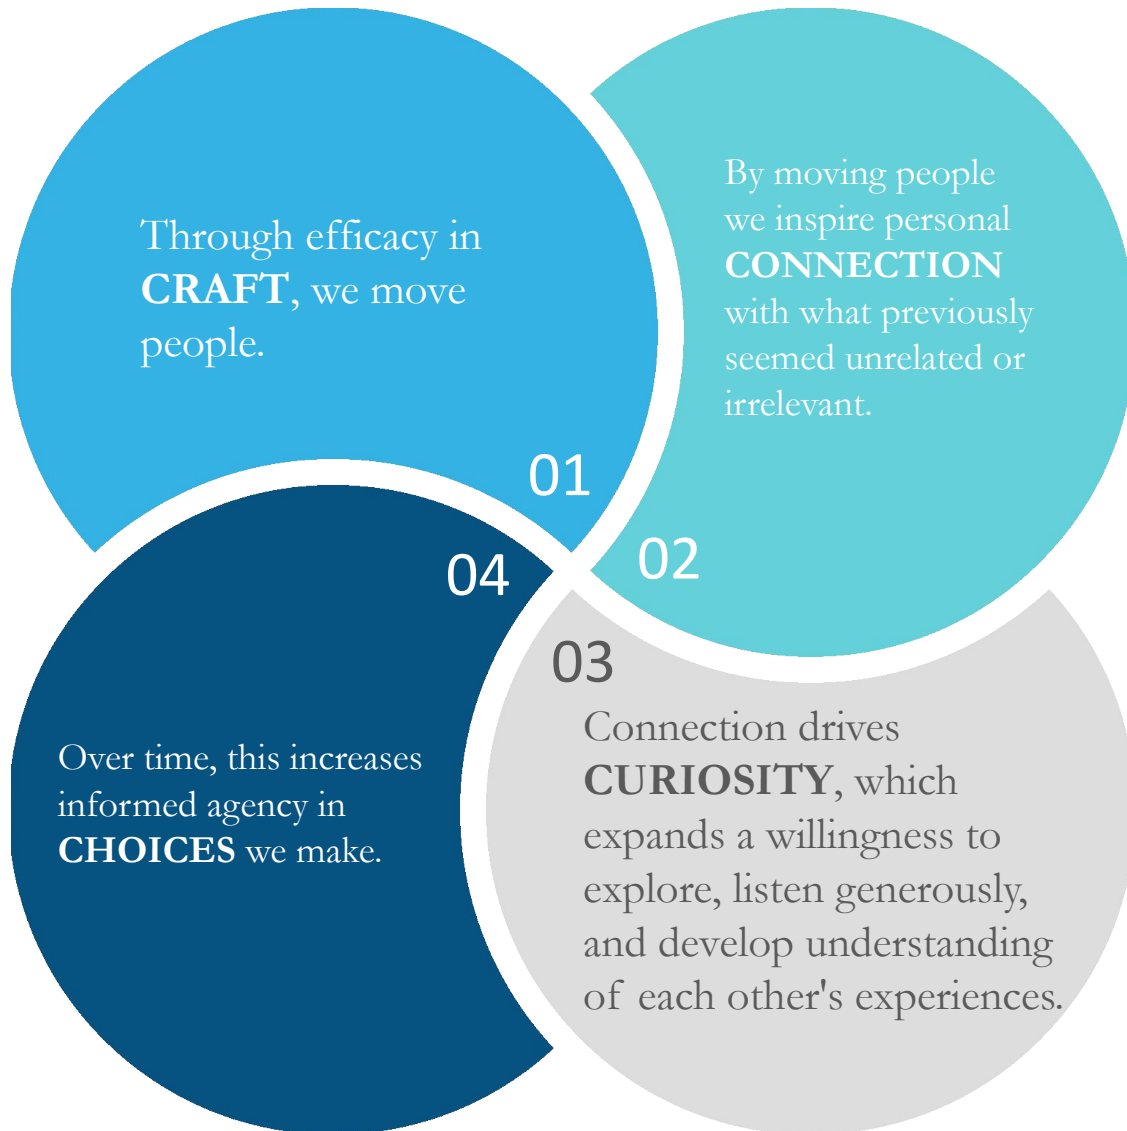 Through efficacy in
CRAFT, we move
people.
01
By moving people
we inspire personal
CONNECTION
with what previously
seemed unrelated or
irrelevant.
02
03
Connection drives
CURIOSITY, which
expands a willingness to
explore, listen generously,
and develop understanding
of each other's experiences.
04
Over time, this increases
informed agency in
CHOICES we make.